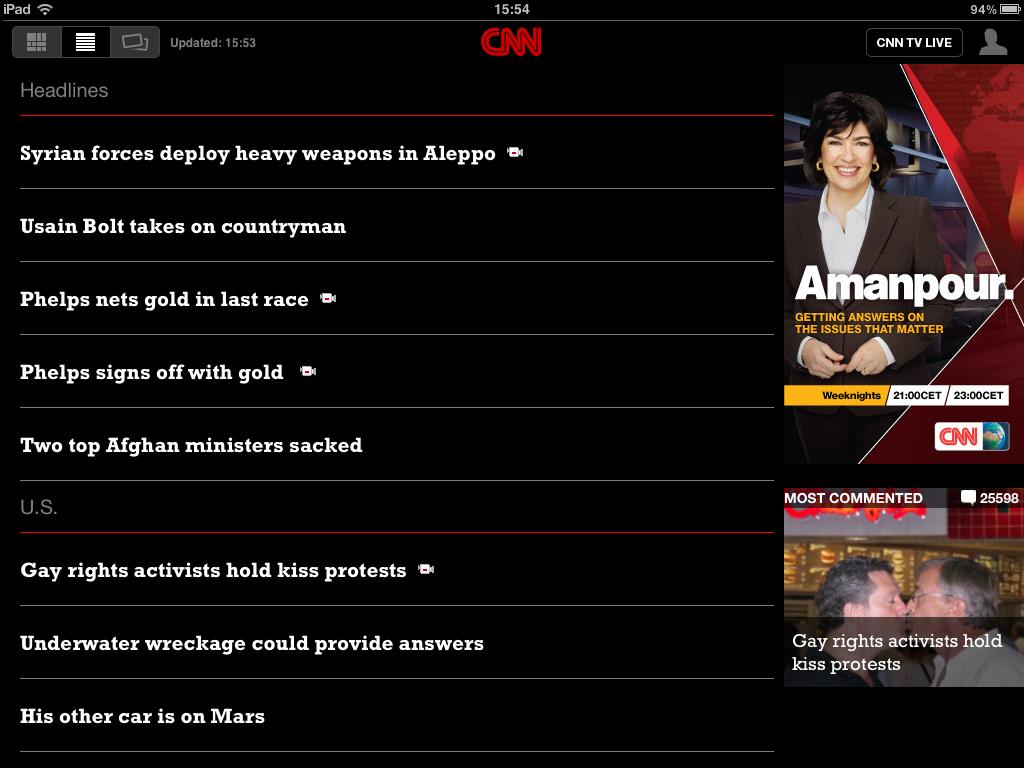 iPad 15:54 94%
Updated: 15:53 CNN CNN TV LIVE
Headlines
Syrian forces deploy heavy weapons in Aleppo
Usain Bolt takes on countryman
Phelps nets gold in last race
Phelps signs off with gold
Two top Afghan ministers sacked
U.S.
Gay rights activists hold kiss protests
Underwater wreckage could provide answers
His other car is on Mars
Amanpour.
GETTING ANSWERS ON
THE ISSUES THAT MATTER
Weeknights 21:00CET 23:00CET
CNN
MOST COMMENTED 25598
Gay rights activists hold
kiss protests